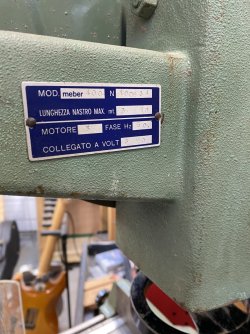 MOD. meber N
LUNGHEZZA NASTRO MAX. mt
MOTORE FASE Hz
COLLEGATO A VOLT